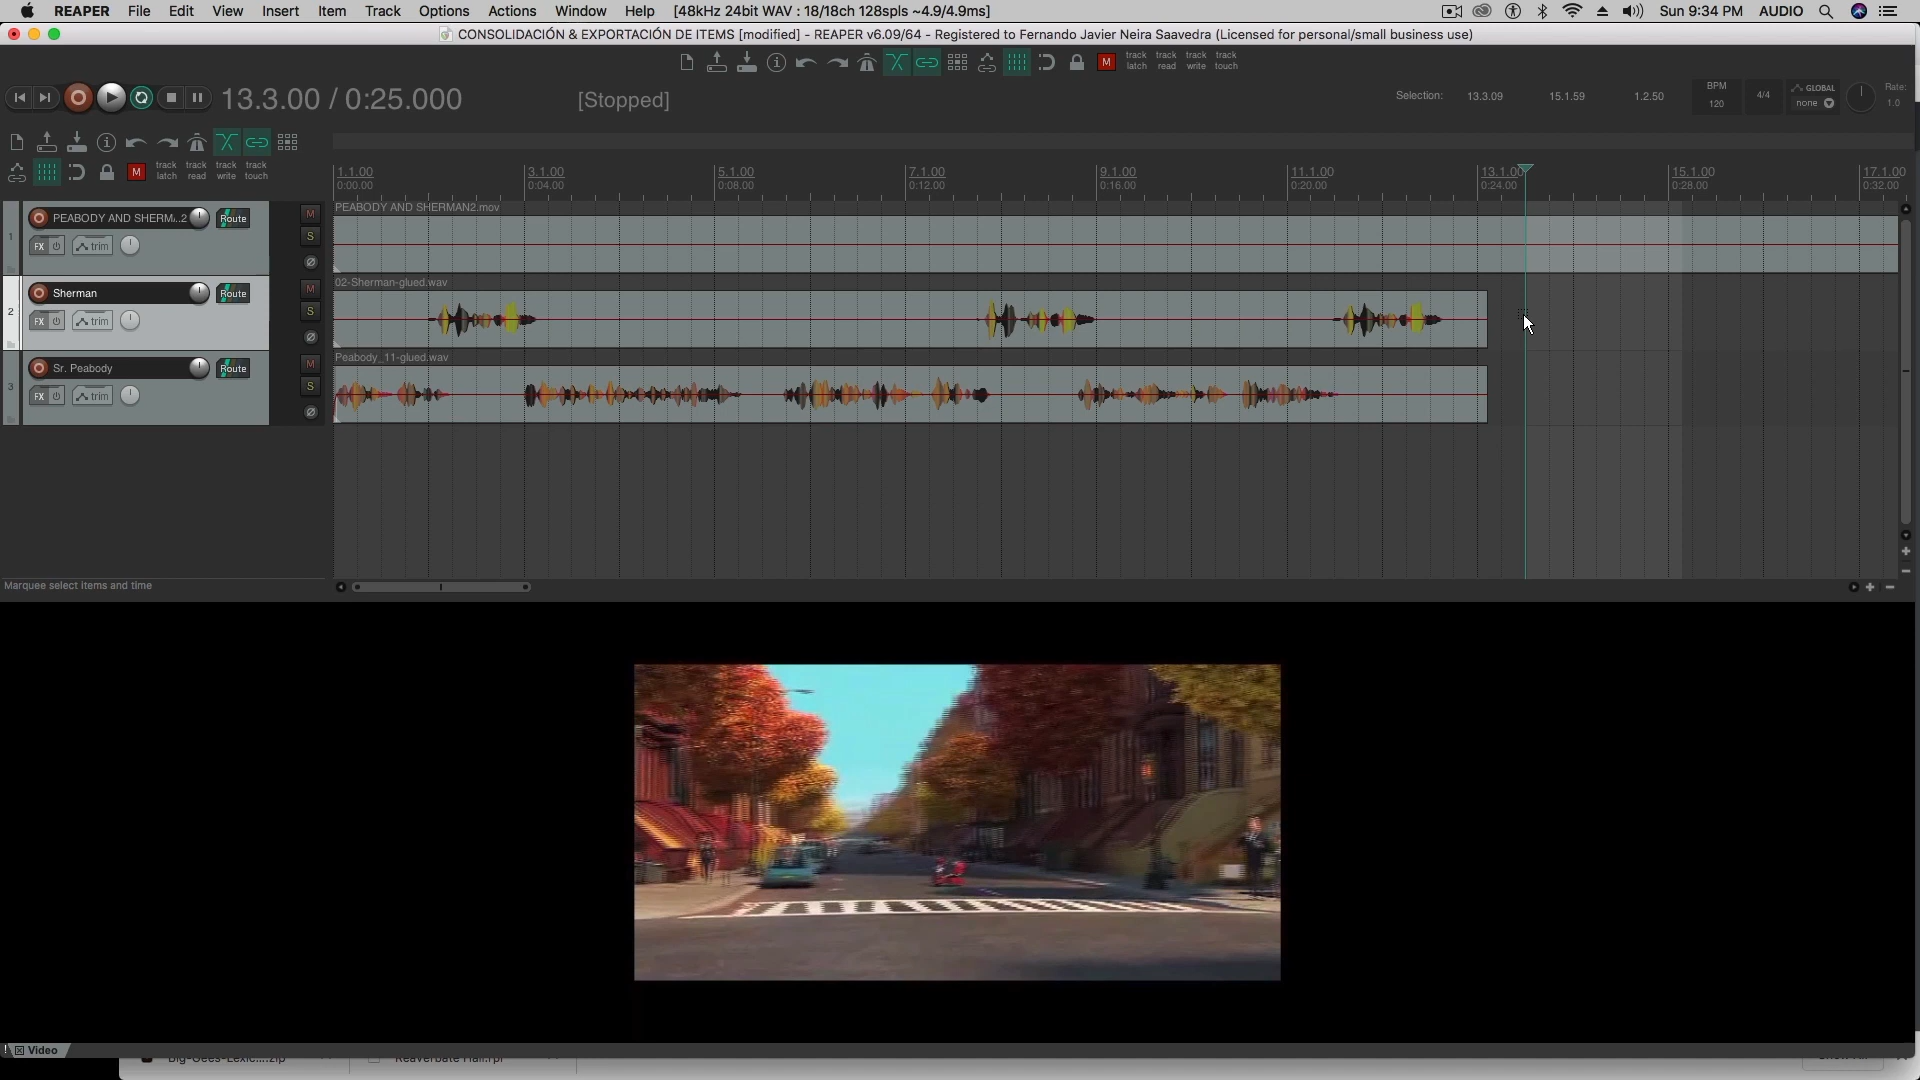 REAPER File Edit View Insert Item Track Options Actions Window Help [48kHz 24bit WAV : 18/18ch 128spls ~4.9/4.9ms] Sun 9:34 PM AUDIO
CONSOLIDACIÓN & EXPORTACIÓN DE ITEMS [modified] - REAPER v6.09/64 - Registered to Fernando Javier Neira Saavedra (Licensed for personal/small business use)
M track latch track read track write track touch
13.3.00 / 0:25.000 [Stopped] Selection: 13.3.09 15.1.59 1.2.50 BPM 120 4/4 GLOBAL none Rate: 1.0
M track latch track read track write track touch
1.1.00 3.1.00 5.1.00 7.1.00 9.1.00 11.1.00 13.1.00 15.1.00 17.1.00
0:00.00 0:04.00 0:08.00 0:12.00 0:16.00 0:20.00 0:24.00 0:28.00 0:32.00
PEABODY AND SHERMAN2.mov
1 PEABODY AND SHERM...2 Route M
S
FX trim
02-Sherman-glued.wav
2 Sherman Route M
S
FX trim
Peabody_11-glued.wav
3 Sr. Peabody Route M
S
FX trim
Marquee select items and time
! Video